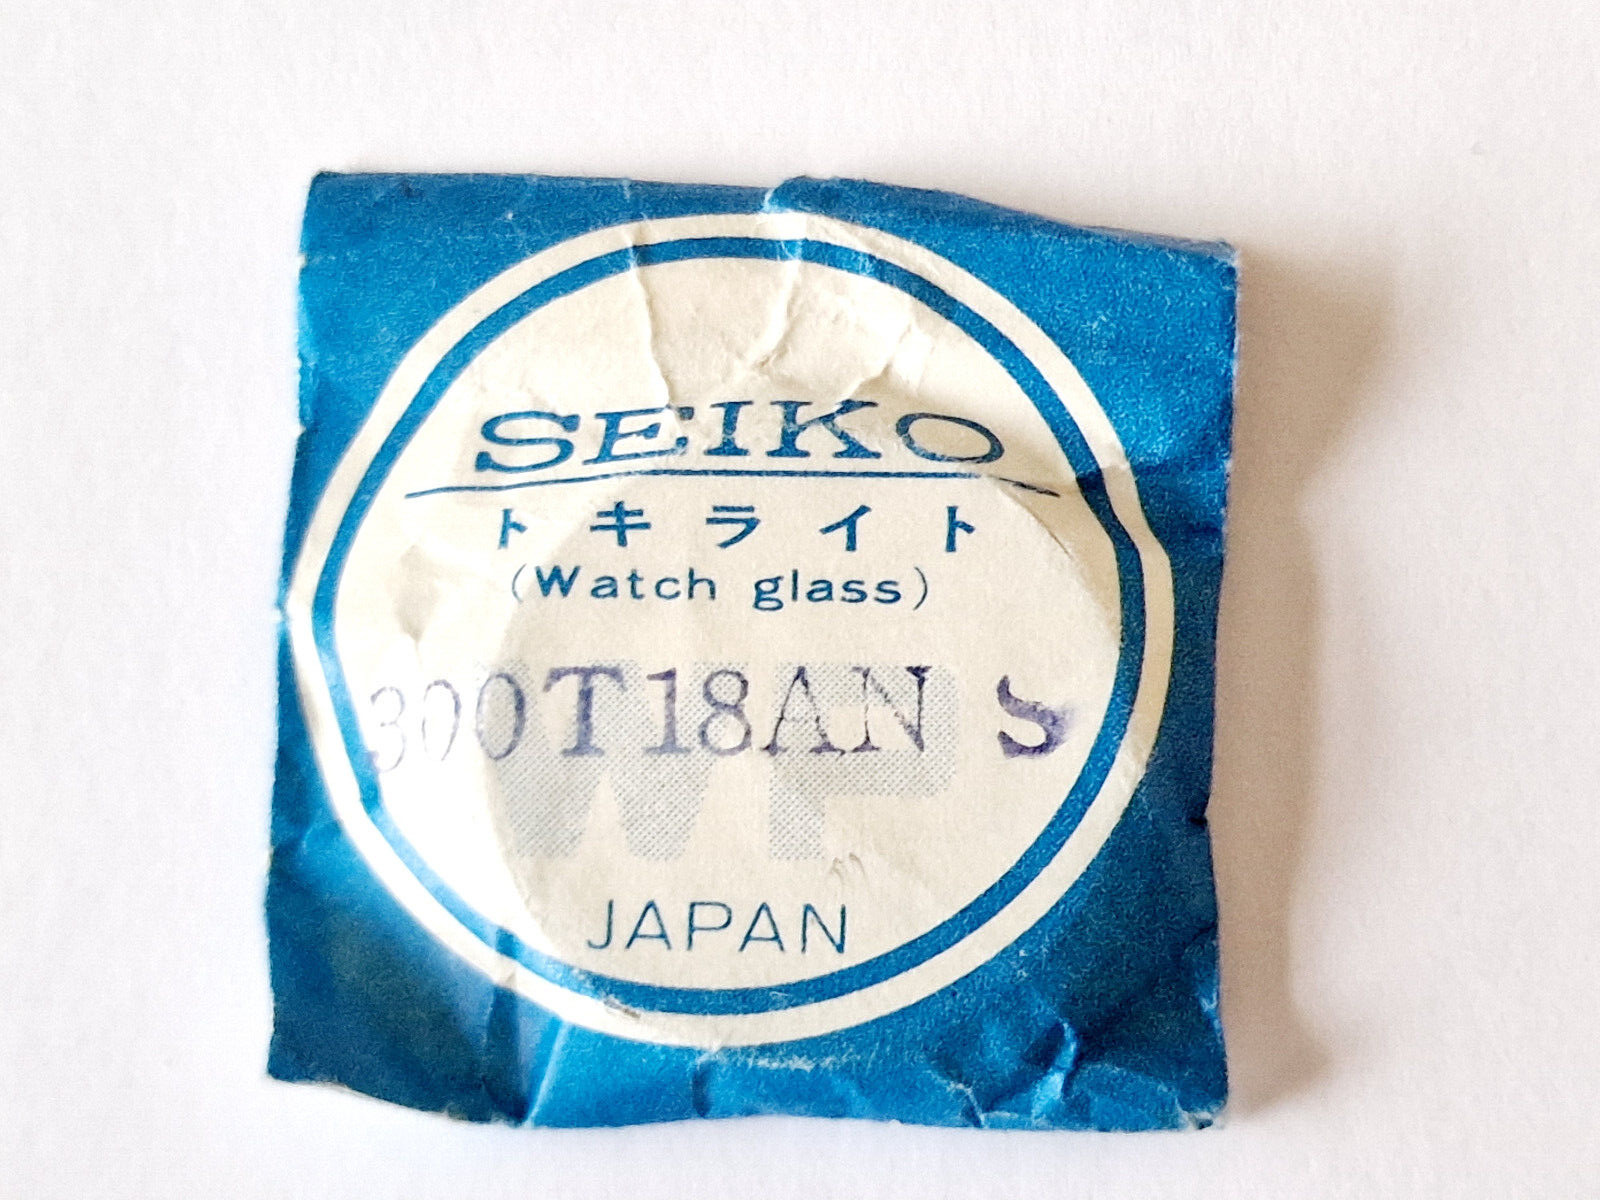 SEIKO
トキライト
(Watch glass)
300T18AN S
WP
JAPAN